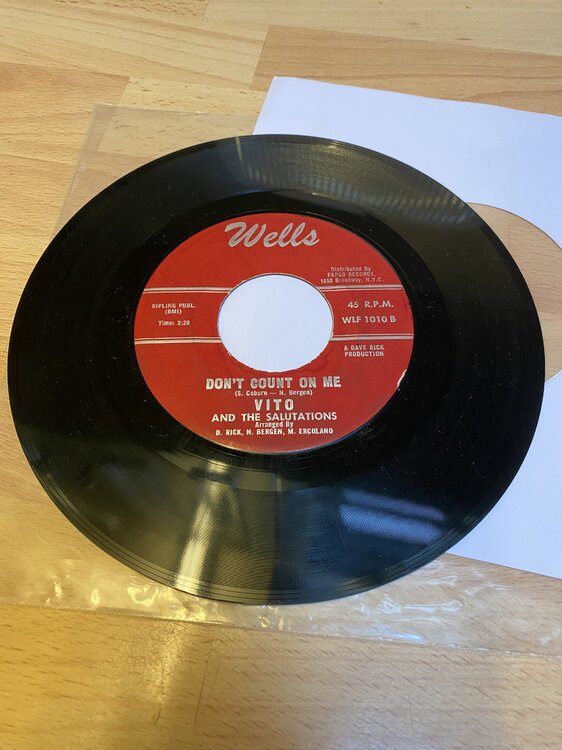 Wells
Distributed By
FARGO RECORDS.
1650 Broadway, N.Y.C.
RIPLING PUBL.
(BMI)
Time: 2:20
45 R.P.M.
WLF 1010 B
A DAVE RICK
PRODUCTION
DON'T COUNT ON ME
(S. Coburn — N. Bergen)
VITO
AND THE SALUTATIONS
Arranged By
D. RICK, N. BERGEN, M. ERCOLANO